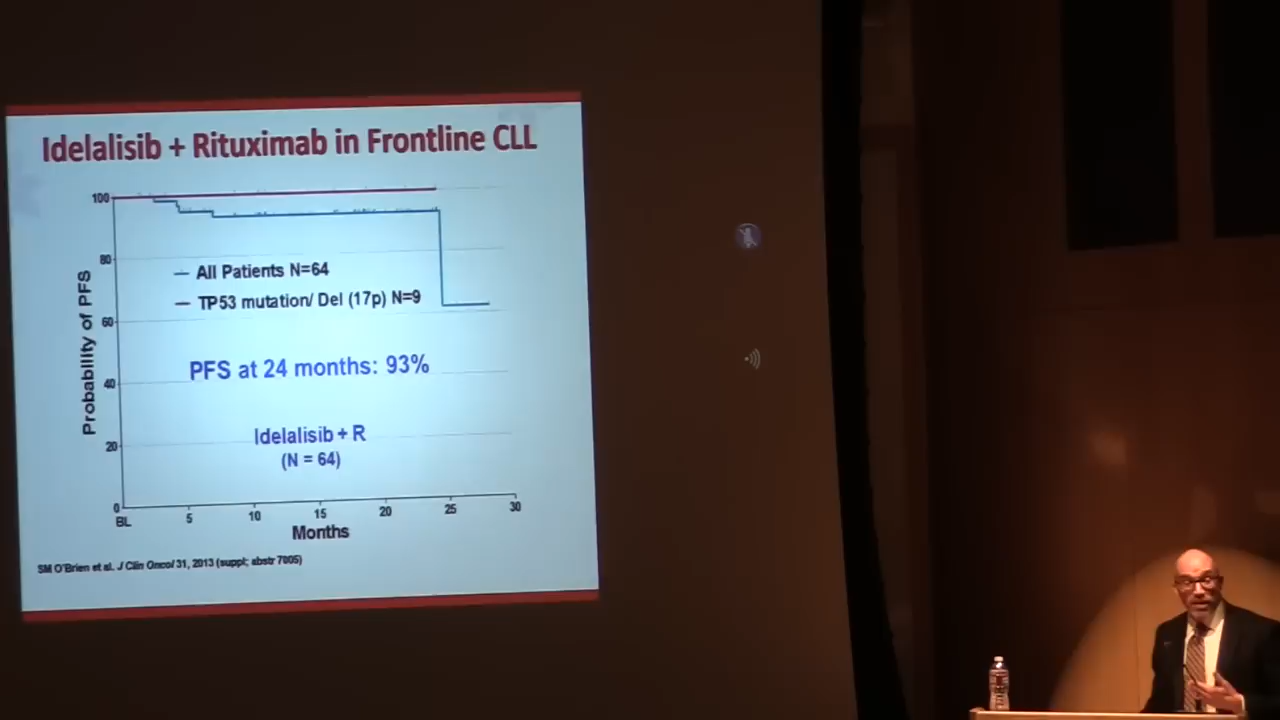 Idelalisib + Rituximab in Frontline CLL
100
80
60
40
20
0
Probability of PFS
All Patients N=64
TP53 mutation/ Del (17p) N=9
PFS at 24 months: 93%
Idelalisib + R
(N = 64)
BL 5 10 15 20 25 30
Months
SM O'Brien et al. J Clin Oncol 31, 2013 (suppl; abstr 7005)